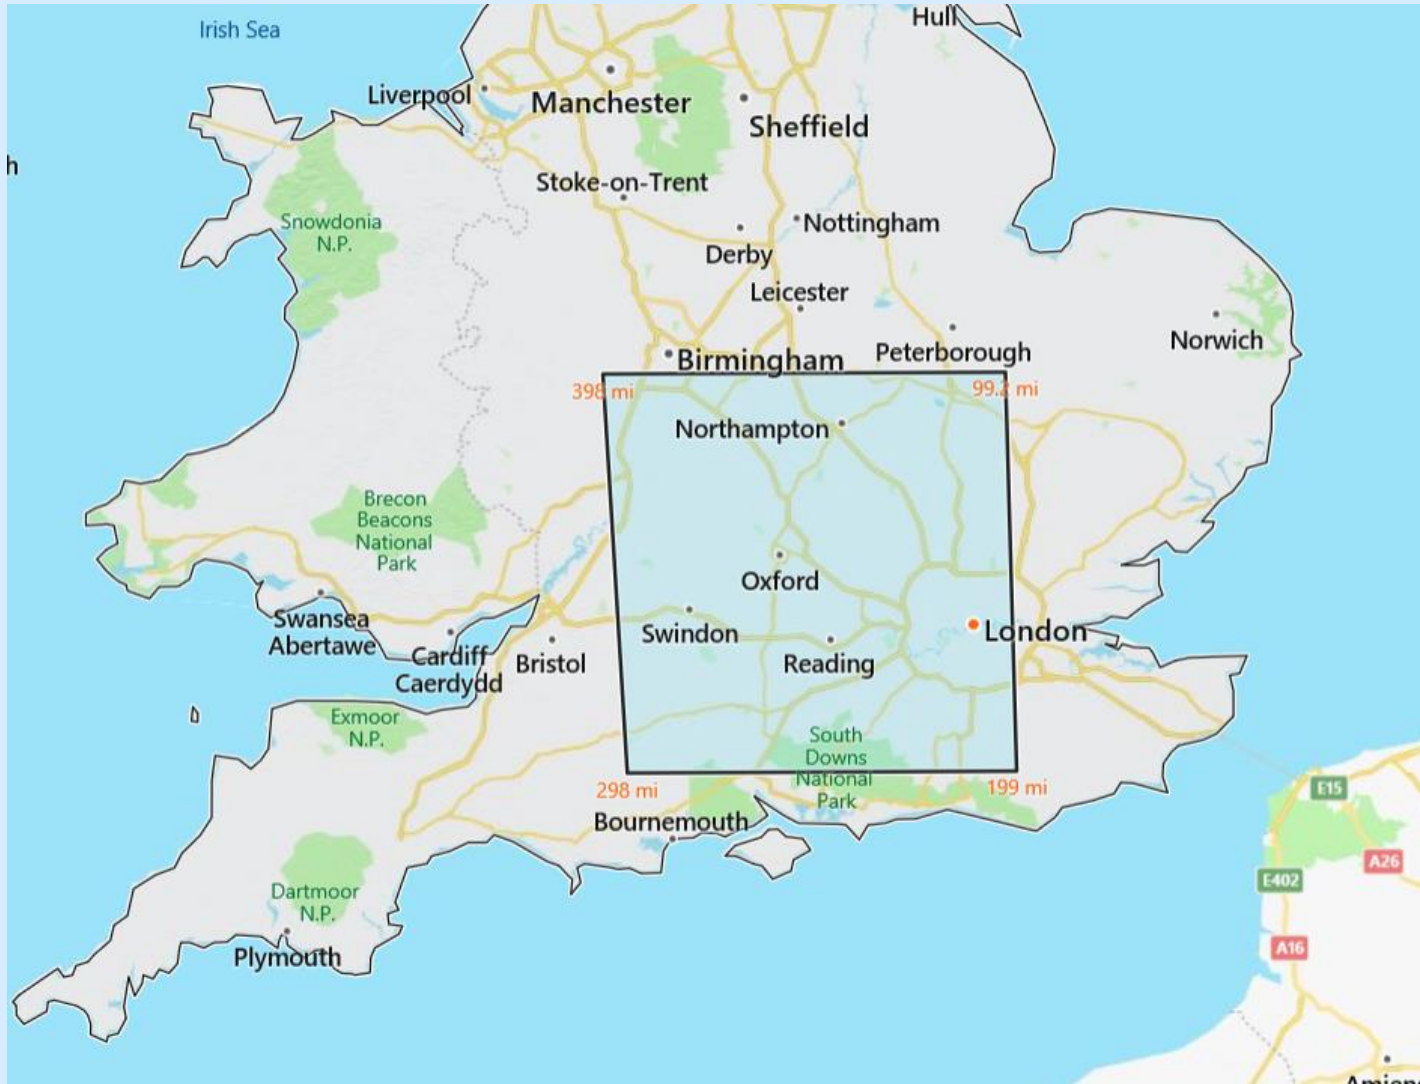 Irish Sea
Hull
Liverpool
Manchester
Sheffield
h
Stoke-on-Trent
Snowdonia
N.P.
Nottingham
Derby
Leicester
Norwich
Peterborough
Birmingham
398 mi
99.2 mi
Northampton
Brecon
Beacons
National
Park
Oxford
Swansea
Abertawe
Swindon
London
Cardiff
Caerdydd
Bristol
Reading
Exmoor
N.P.
South
Downs
National
Park
298 mi
199 mi
E15
Bournemouth
A26
E402
Dartmoor
N.P.
A16
Plymouth